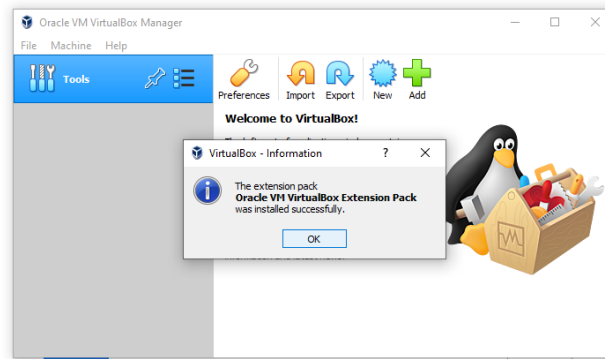 Oracle VM VirtualBox Manager
File Machine Help
Tools
Preferences Import Export New Add
Welcome to VirtualBox!
VirtualBox - Information
The extension pack
Oracle VM VirtualBox Extension Pack
was installed successfully.
OK